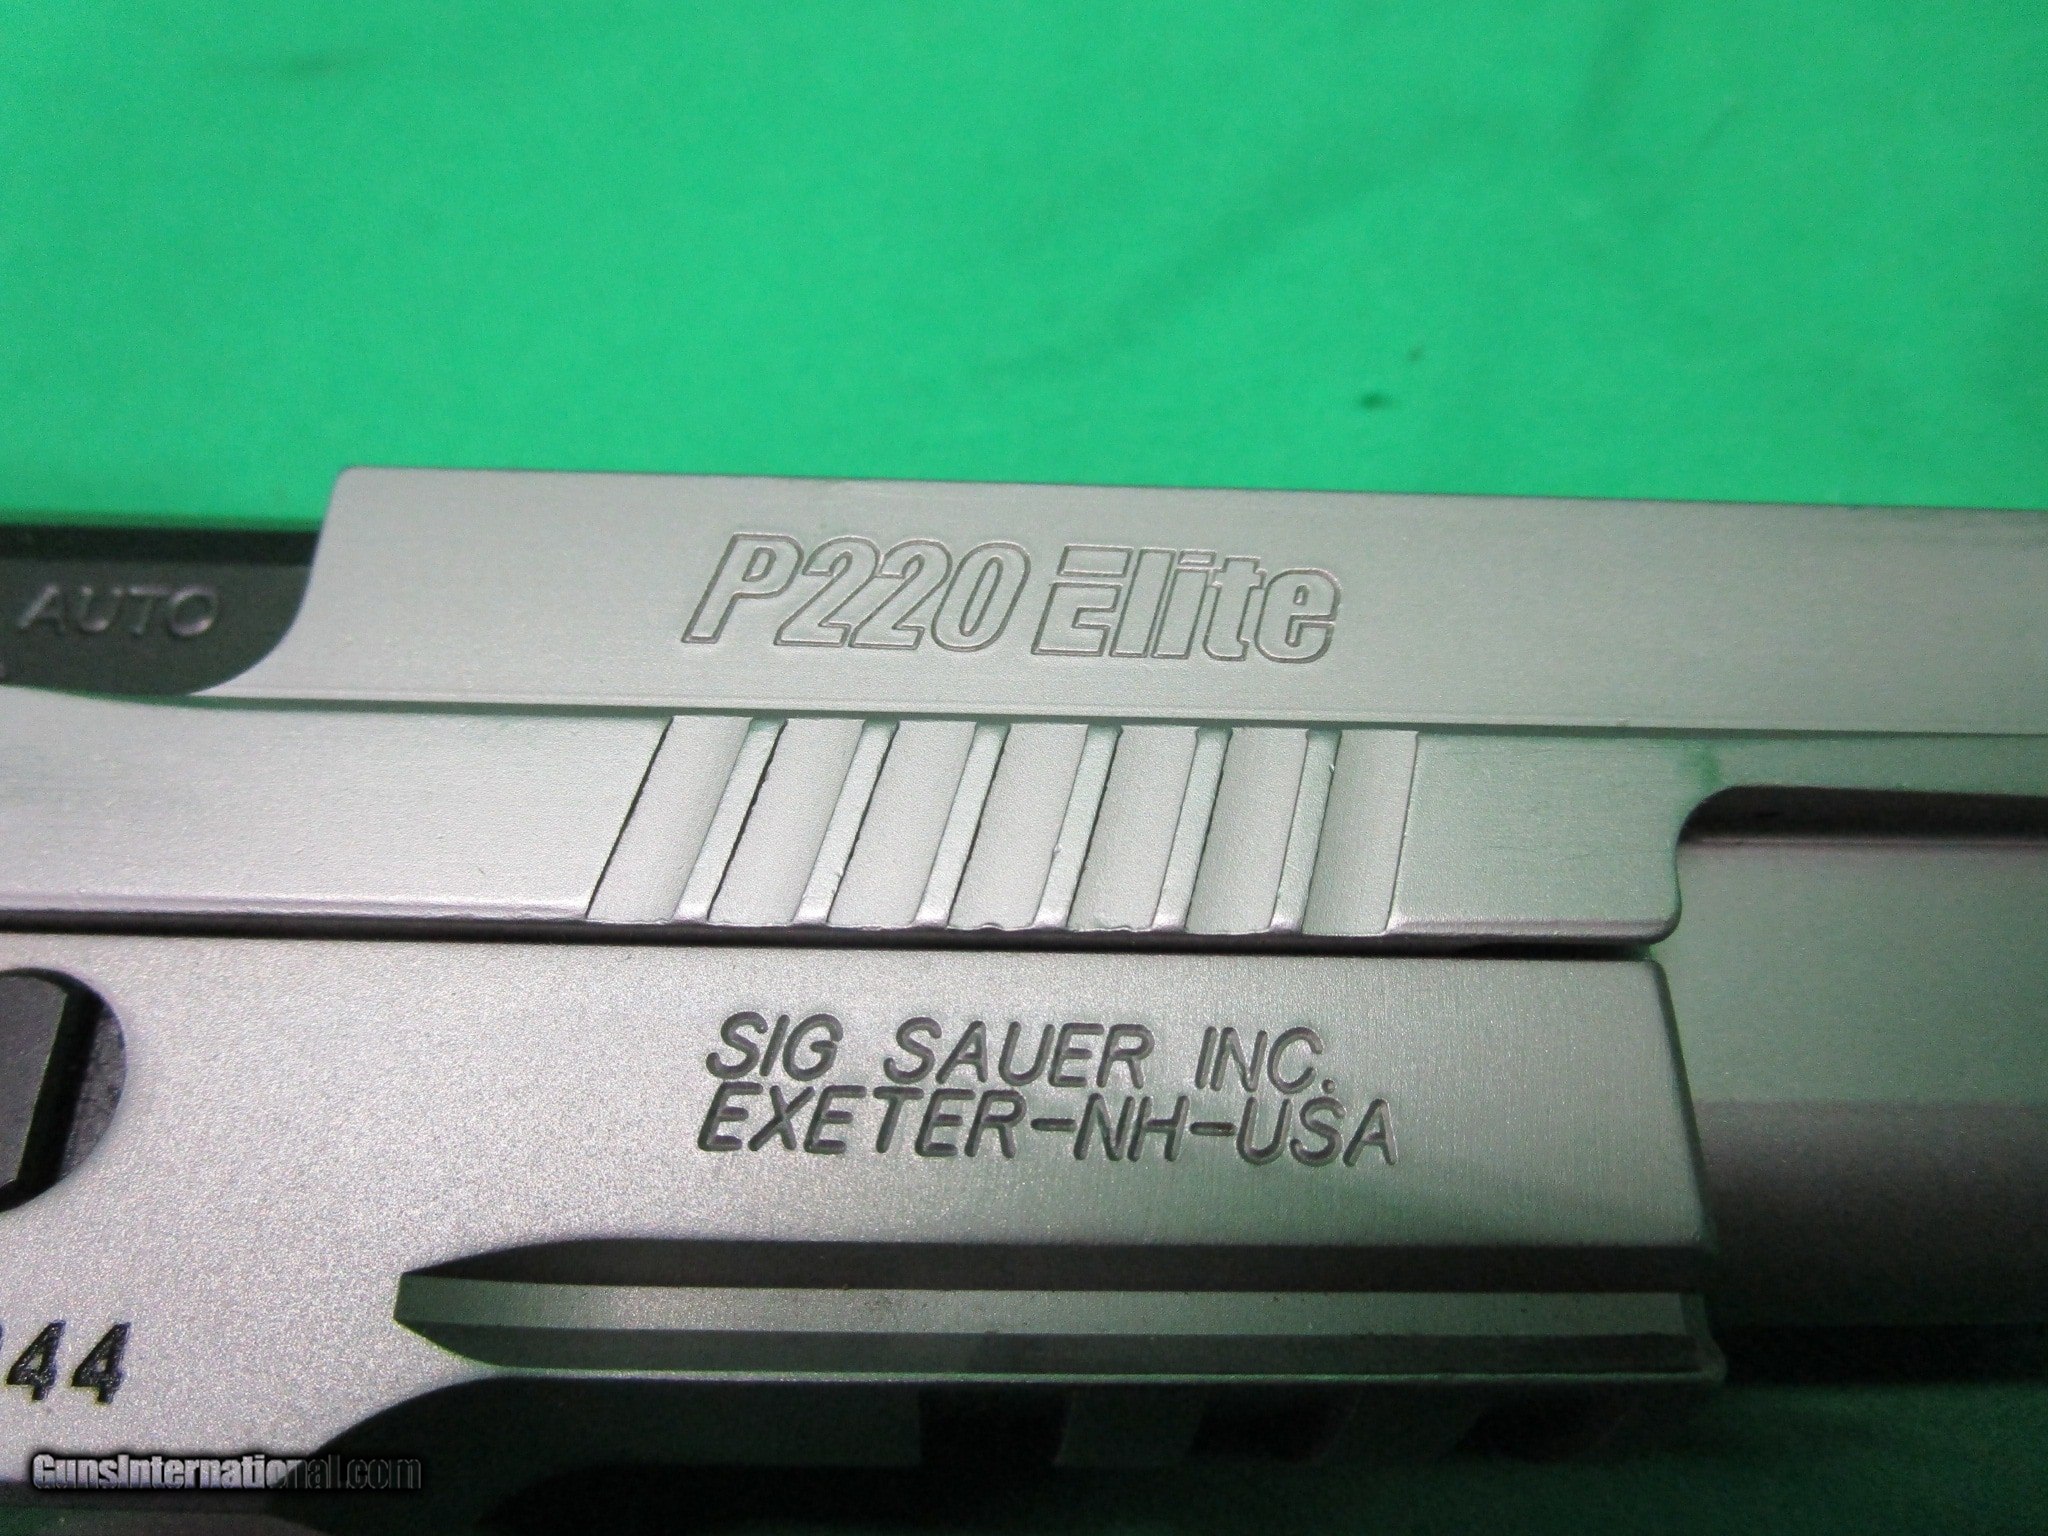 P220 Elite
AUTO
SIG SAUER INC.
EXETER-NH-USA
44
GunsInternational.com